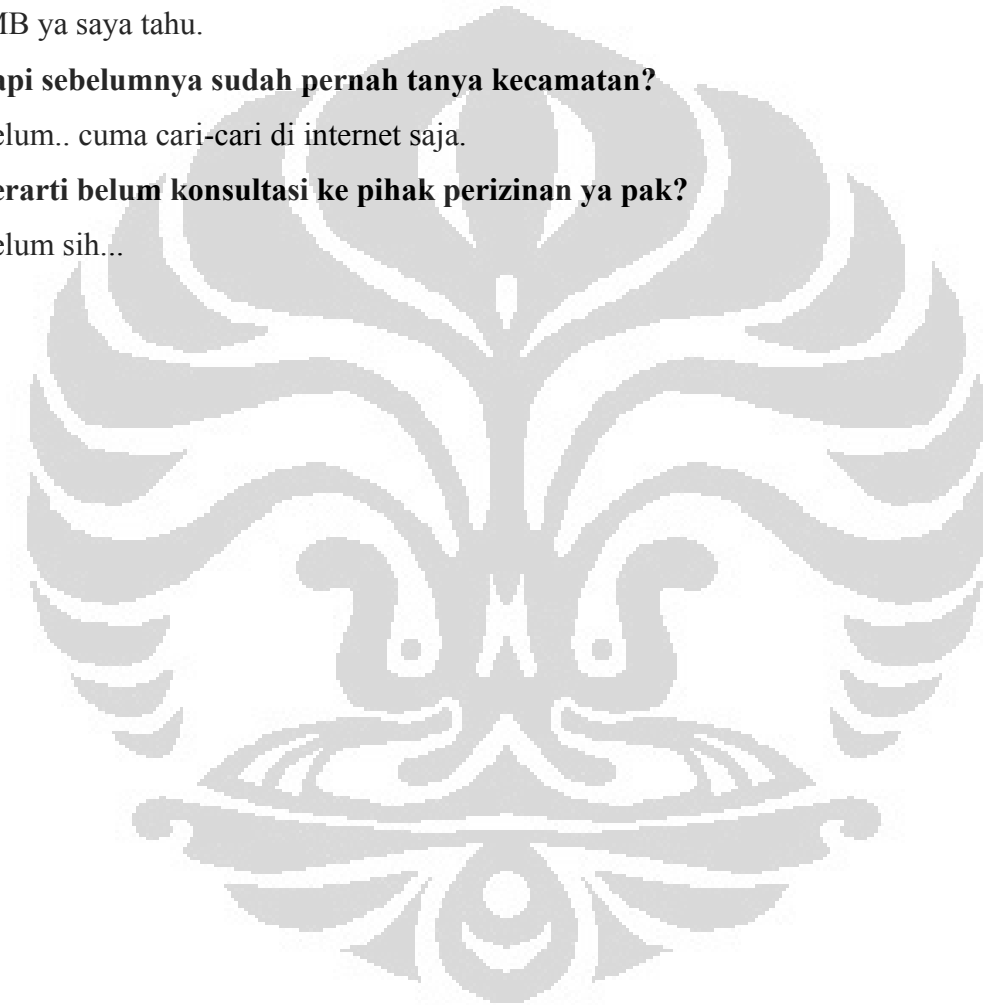 MB ya saya tahu.
api sebelumnya sudah pernah tanya kecamatan?
elum.. cuma cari-cari di internet saja.
erarti belum konsultasi ke pihak perizinan ya pak?
elum sih...